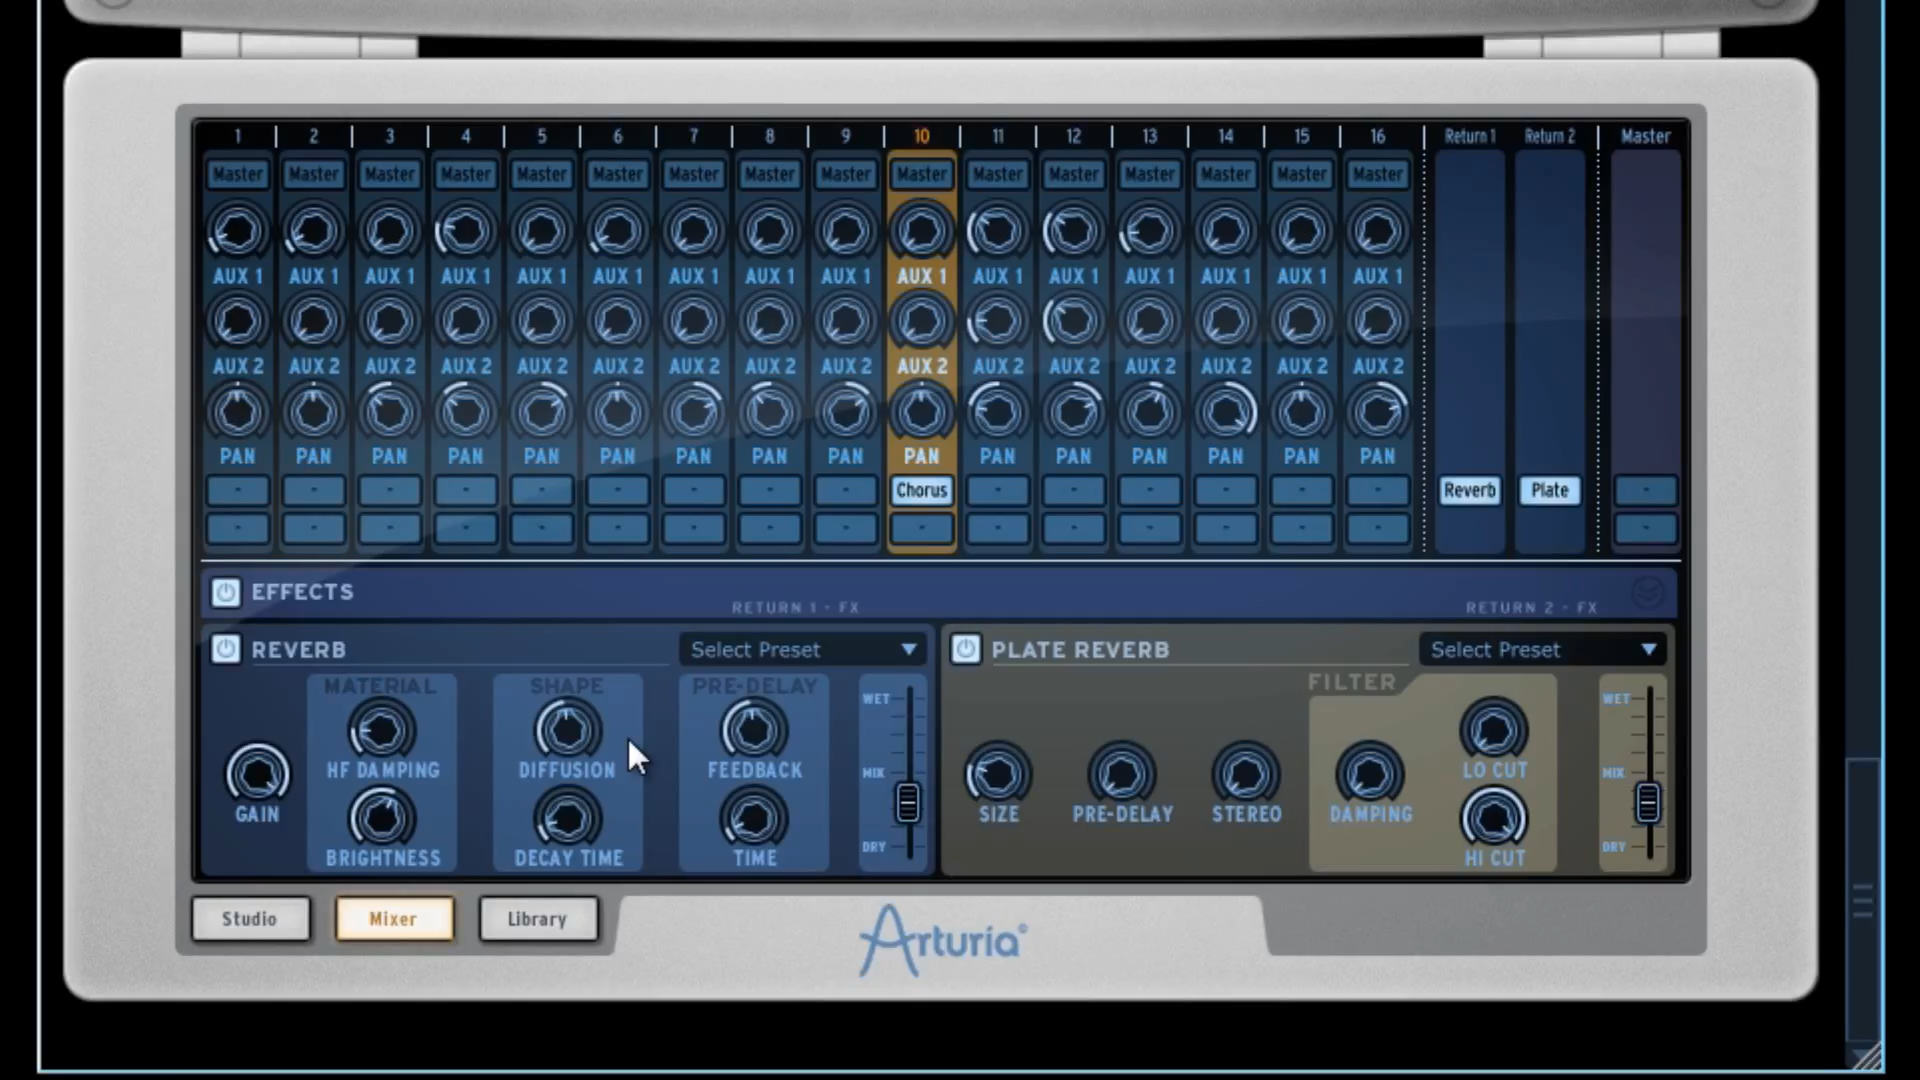 1 2 3 4 5 6 7 8 9 10 11 12 13 14 15 16 Return 1 Return 2 Master
Master Master Master Master Master Master Master Master Master Master Master Master Master Master Master Master
AUX 1 AUX 1 AUX 1 AUX 1 AUX 1 AUX 1 AUX 1 AUX 1 AUX 1 AUX 1 AUX 1 AUX 1 AUX 1 AUX 1 AUX 1 AUX 1
AUX 2 AUX 2 AUX 2 AUX 2 AUX 2 AUX 2 AUX 2 AUX 2 AUX 2 AUX 2 AUX 2 AUX 2 AUX 2 AUX 2 AUX 2 AUX 2
PAN PAN PAN PAN PAN PAN PAN PAN PAN PAN PAN PAN PAN PAN PAN PAN
- - - - - - - - - Chorus - - - - - - Reverb Plate -
- - - - - - - - - - - - - - - - -
EFFECTS
RETURN 1 - FX RETURN 2 - FX
REVERB Select Preset PLATE REVERB Select Preset
MATERIAL SHAPE PRE-DELAY FILTER
WET WET
HF DAMPING DIFFUSION FEEDBACK MIX LO CUT MIX
GAIN SIZE PRE-DELAY STEREO DAMPING
BRIGHTNESS DECAY TIME TIME DRY HI CUT DRY
Studio Mixer Library
Arturia©